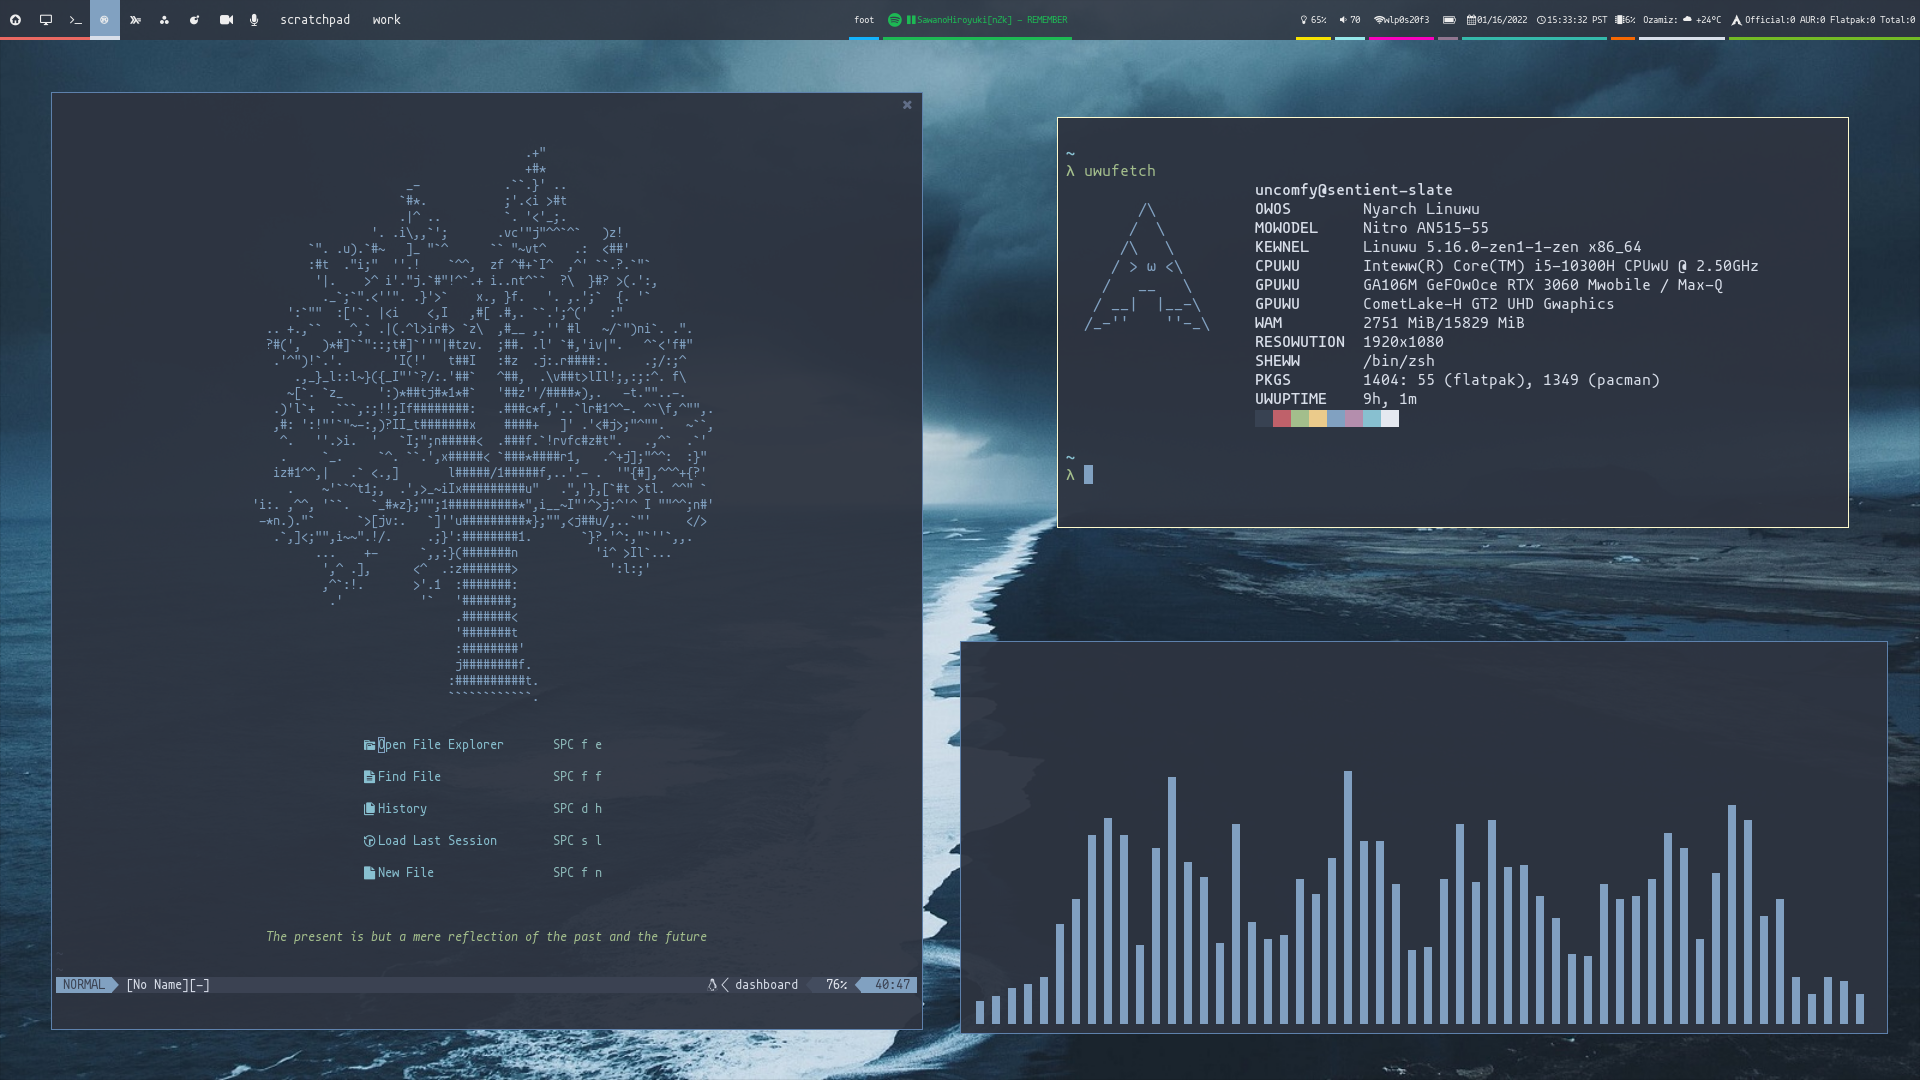 scratchpad work
foot
SawanoHiroyuki[nZk] – REMEMBER
65% 70 wlp0s20f3 01/16/2022 15:33:32 PST 6% Ozamiz: +24°C Official:0 AUR:0 Flatpak:0 Total:0
Open File Explorer SPC f e
Find File SPC f f
History SPC d h
Load Last Session SPC s l
New File SPC f n
The present is but a mere reflection of the past and the future
NORMAL [No Name][-] dashboard 76% 40:47
~
λ uwufetch
uncomfy@sentient-slate
OWOS Nyarch Linuwu
MOWODEL Nitro AN515-55
KEWNEL Linuwu 5.16.0-zen1-1-zen x86_64
CPUWU Inteww(R) Core(TM) i5-10300H CPUwU @ 2.50GHz
GPUWU GA106M GeFOwOce RTX 3060 Mwobile / Max-Q
GPUWU CometLake-H GT2 UHD Gwaphics
WAM 2751 MiB/15829 MiB
RESOWUTION 1920x1080
SHEWW /bin/zsh
PKGS 1404: 55 (flatpak), 1349 (pacman)
UWUPTIME 9h, 1m
~
λ